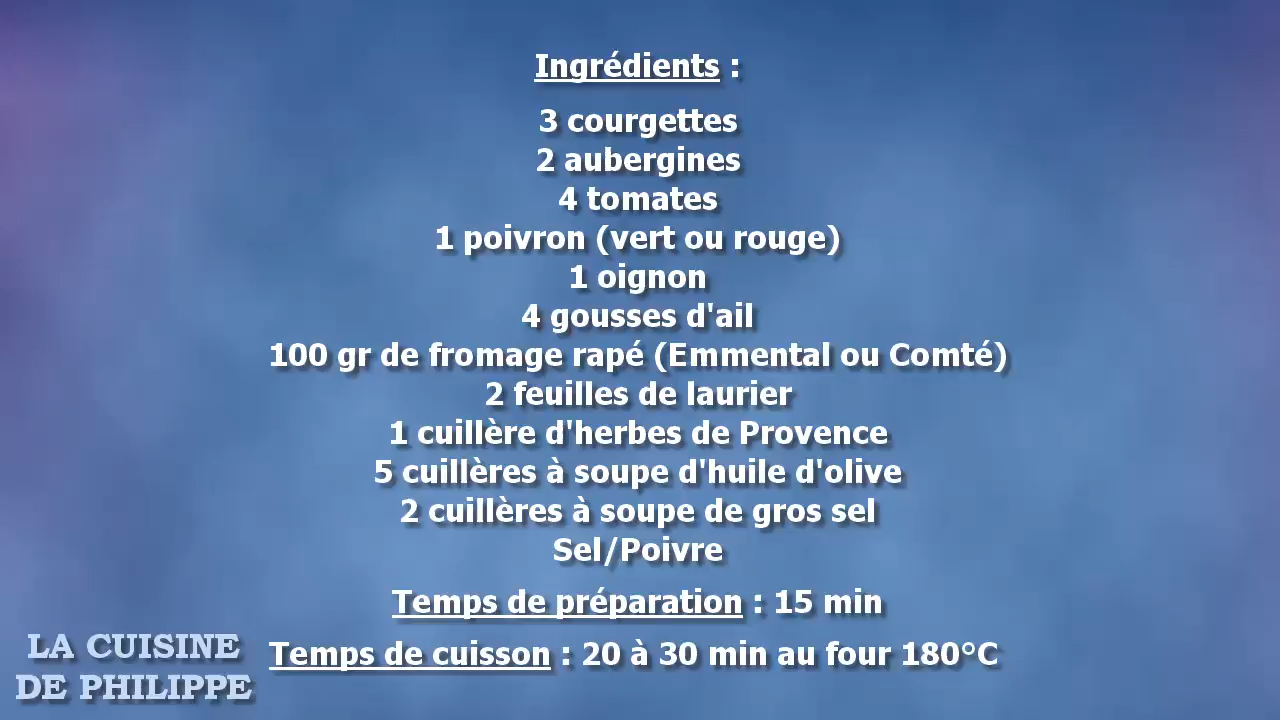 Ingrédients :
3 courgettes
2 aubergines
4 tomates
1 poivron (vert ou rouge)
1 oignon
4 gousses d'ail
100 gr de fromage rapé (Emmental ou Comté)
2 feuilles de laurier
1 cuillère d'herbes de Provence
5 cuillères à soupe d'huile d'olive
2 cuillères à soupe de gros sel
Sel/Poivre
Temps de préparation : 15 min
Temps de cuisson : 20 à 30 min au four 180°C
LA CUISINE
DE PHILIPPE